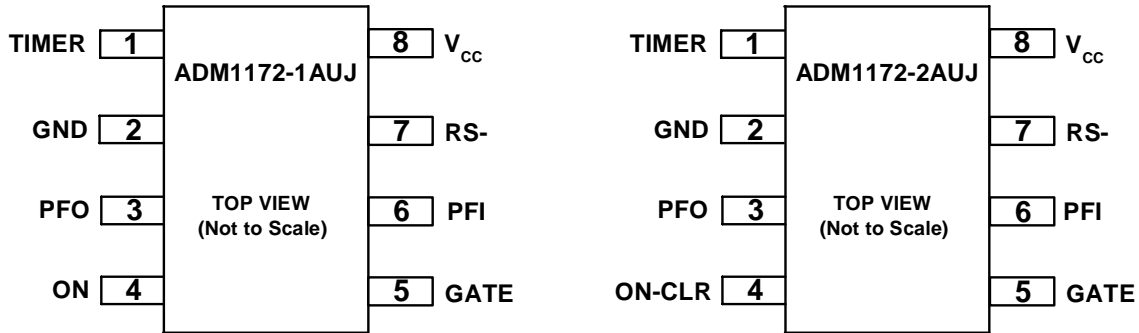 TIMER 1 8 VCC
ADM1172-1AUJ
GND 2 7 RS-
PFO 3 6 PFI
TOP VIEW
(Not to Scale)
ON 4 5 GATE
TIMER 1 8 VCC
ADM1172-2AUJ
GND 2 7 RS-
PFO 3 6 PFI
TOP VIEW
(Not to Scale)
ON-CLR 4 5 GATE